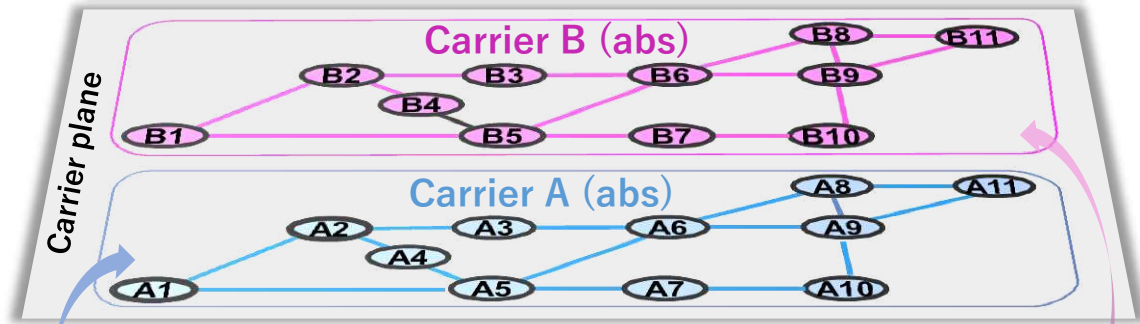 Carrier plane
Carrier B (abs)
B8
B11
B2
B3
B6
B9
B4
B1
B5
B7
B10
Carrier A (abs)
A8
A11
A2
A3
A6
A9
A4
A1
A5
A7
A10